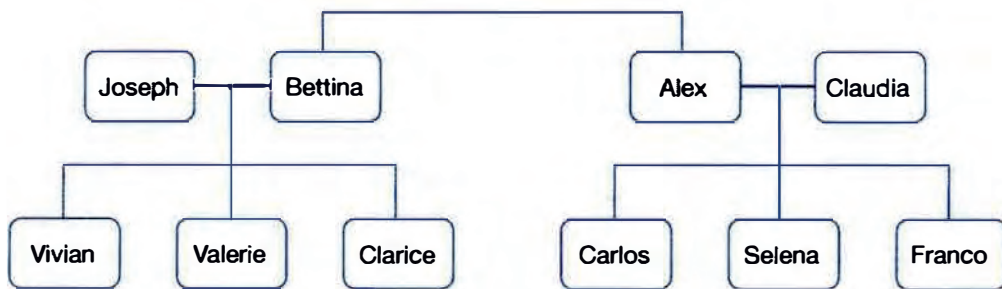 Joseph
Bettina
Alex
Claudia
Vivian
Valerie
Clarice
Carlos
Selena
Franco